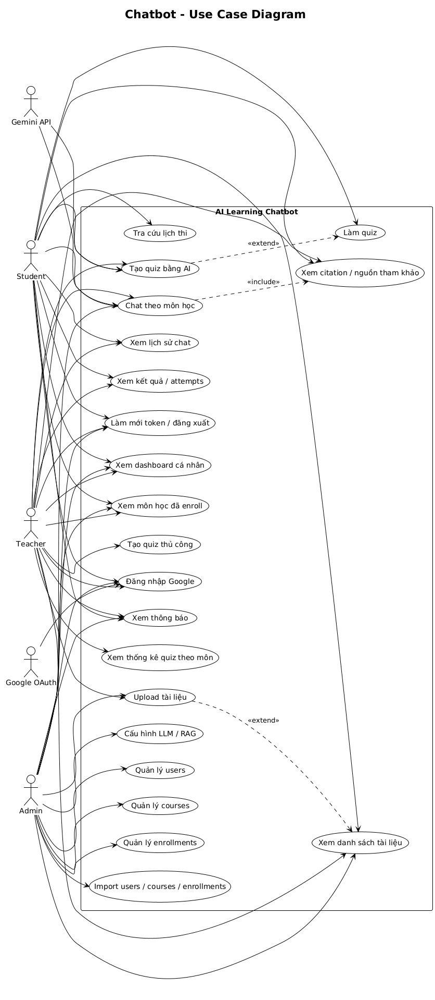 Chatbot - Use Case Diagram
Gemini API
AI Learning Chatbot
Tra cứu lịch thi
Làm quiz
«extend»
Tạo quiz bằng AI
Xem citation / nguồn tham khảo
Student
«include»
Chat theo môn học
Xem lịch sử chat
Xem kết quả / attempts
Làm mới token / đăng xuất
Xem dashboard cá nhân
Xem môn học đã enroll
Teacher
Tạo quiz thủ công
Đăng nhập Google
Xem thông báo
Xem thống kê quiz theo môn
Google OAuth
Upload tài liệu
«extend»
Cấu hình LLM / RAG
Quản lý users
Admin
Quản lý courses
Quản lý enrollments
Xem danh sách tài liệu
Import users / courses / enrollments